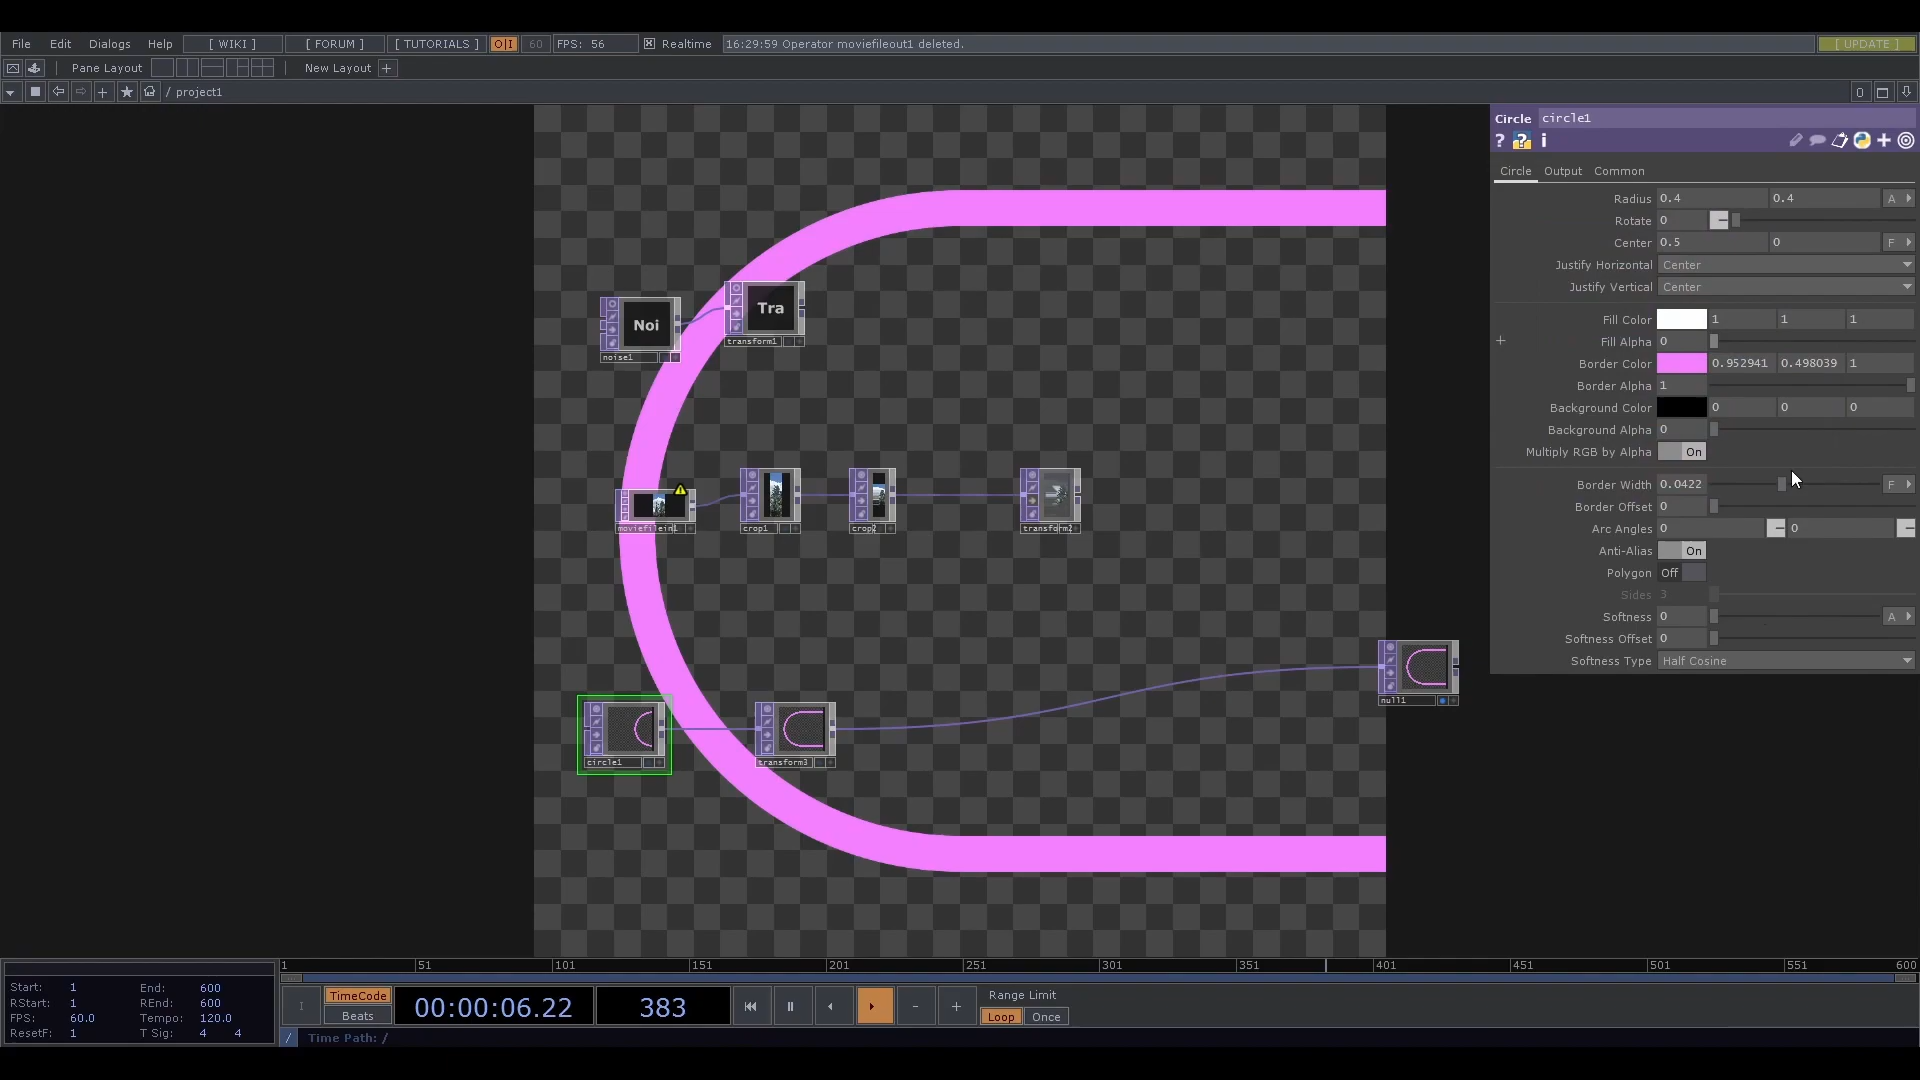 File Edit Dialogs Help [ WIKI ] [ FORUM ] [ TUTORIALS ] O|I 60 FPS: 56 Realtime 16:29:59 Operator moviefileout1 deleted. [ UPDATE ]
Pane Layout New Layout +
/ project1 0
Circle circle1
? ? i
Circle Output Common
Radius 0.4 0.4 A
Rotate 0
Center 0.5 0 F
Justify Horizontal Center
Justify Vertical Center
Fill Color 1 1 1
+ Fill Alpha 0
Border Color 0.952941 0.498039 1
Border Alpha 1
Background Color 0 0 0
Background Alpha 0
Multiply RGB by Alpha On
Border Width 0.0422 F
Border Offset 0
Arc Angles 0 0
Anti-Alias On
Polygon Off
Sides 3
Softness 0 A
Softness Offset 0
Softness Type Half Cosine
Noi
noise1
Tra
transform1
moviefilein1
crop1
crop2
transform2
circle1
transform3
null1
1 51 101 151 201 251 301 351 401 451 501 551 600
Start: 1 End: 600
RStart: 1 REnd: 600
FPS: 60.0 Tempo: 120.0
ResetF: 1 T Sig: 4 4
I TimeCode
Beats
00:00:06.22 383
- +
Range Limit
Loop Once
/ Time Path: /